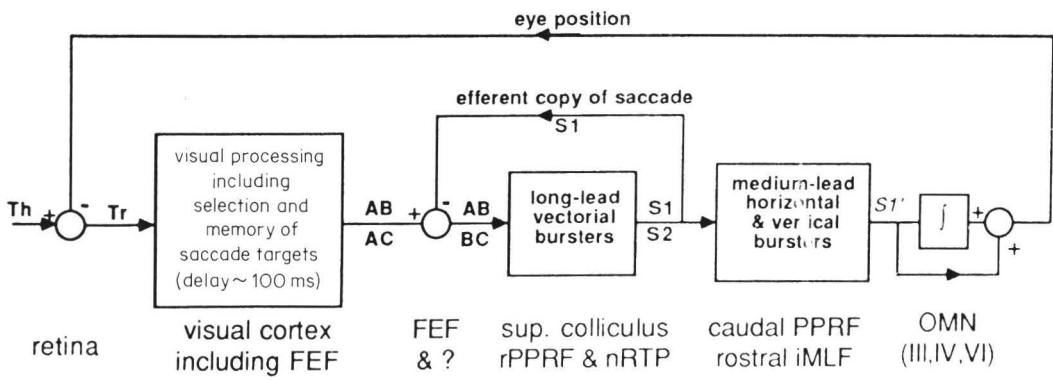 eye position
efferent copy of saccade
S1
visual processing
including
selection and
memory of
saccade targets
(delay ~ 100 ms)
long-lead
vectorial
bursters
medium-lead
horizontal
& vertical
bursters
Th
+
-
Tr
AB
AC
+
-
AB
BC
S1
S2
S1'
∫
+
+
retina
visual cortex
including FEF
FEF
& ?
sup. colliculus
rPPRF & nRTP
caudal PPRF
rostral iMLF
OMN
(III,IV,VI)